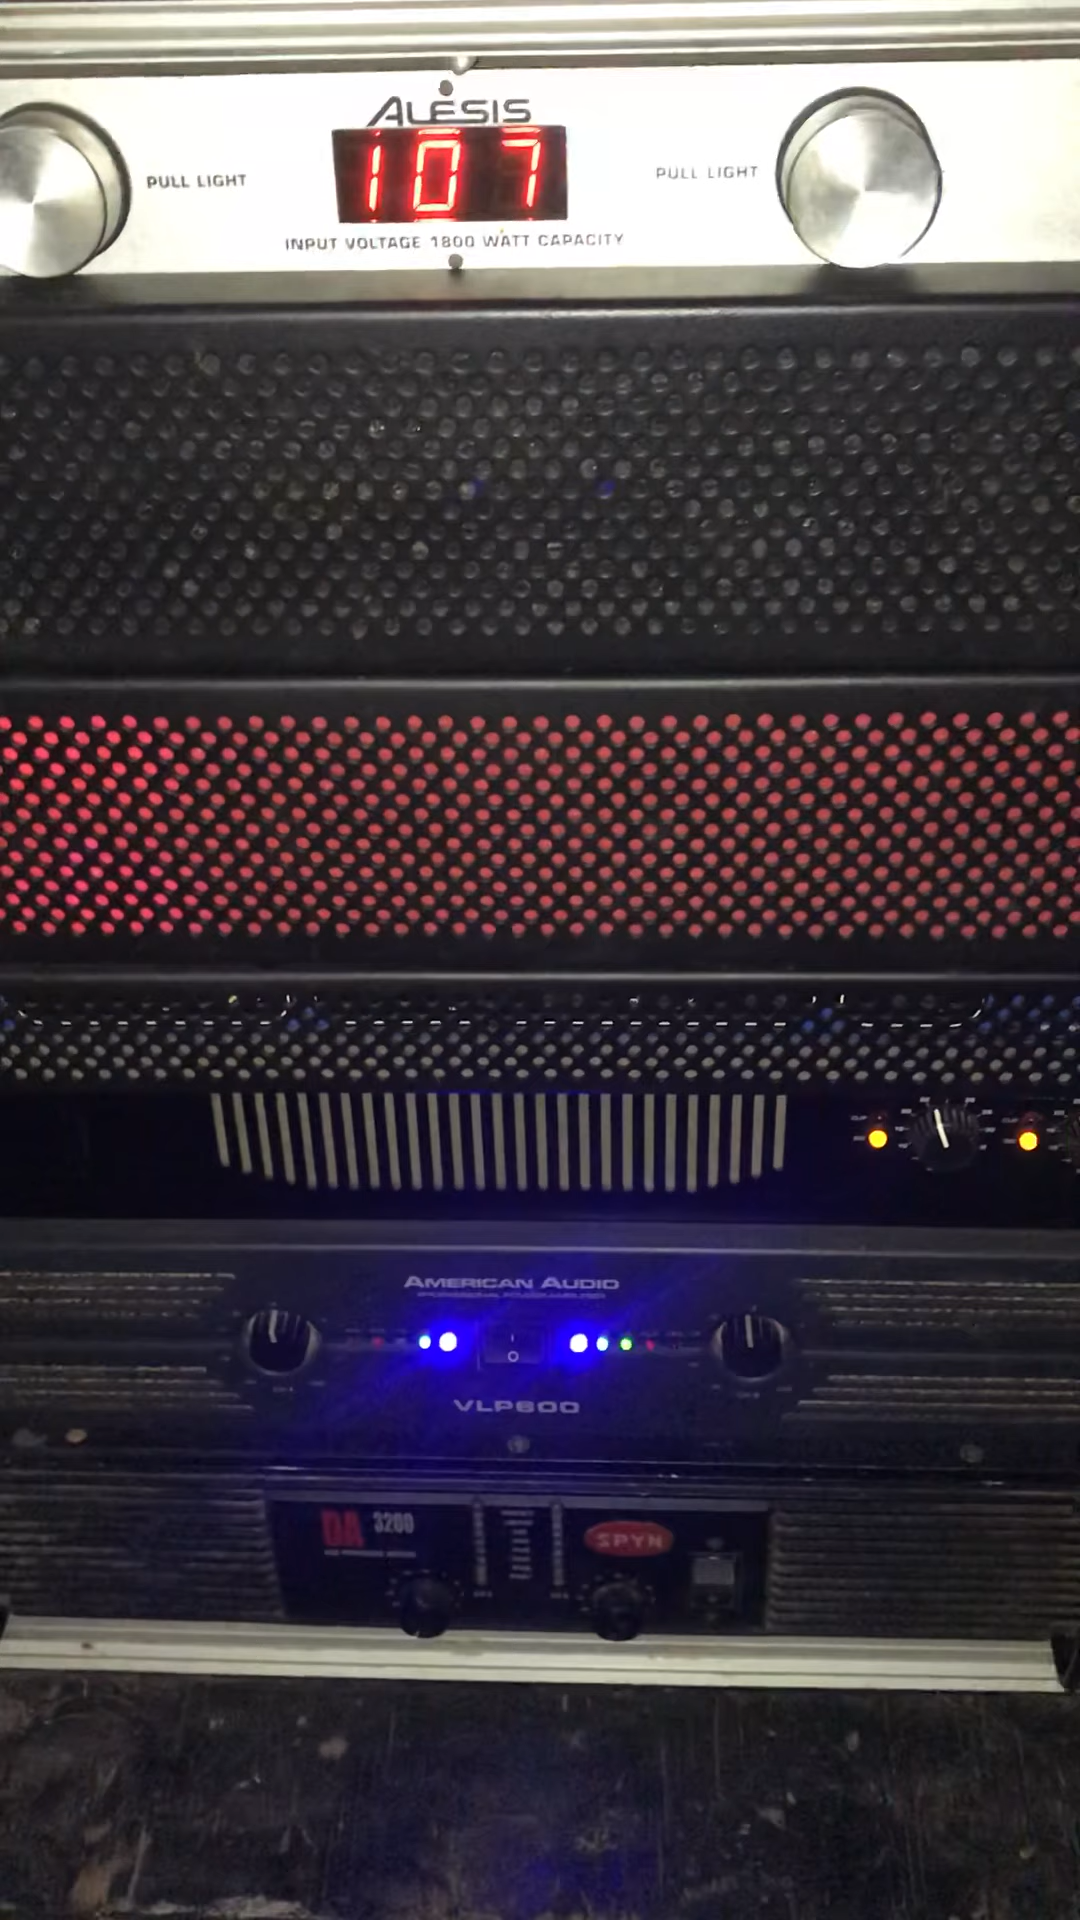 ALESIS
107
PULL LIGHT
PULL LIGHT
INPUT VOLTAGE 1800 WATT CAPACITY
AMERICAN AUDIO
VLP600
DA 3200
SPYN